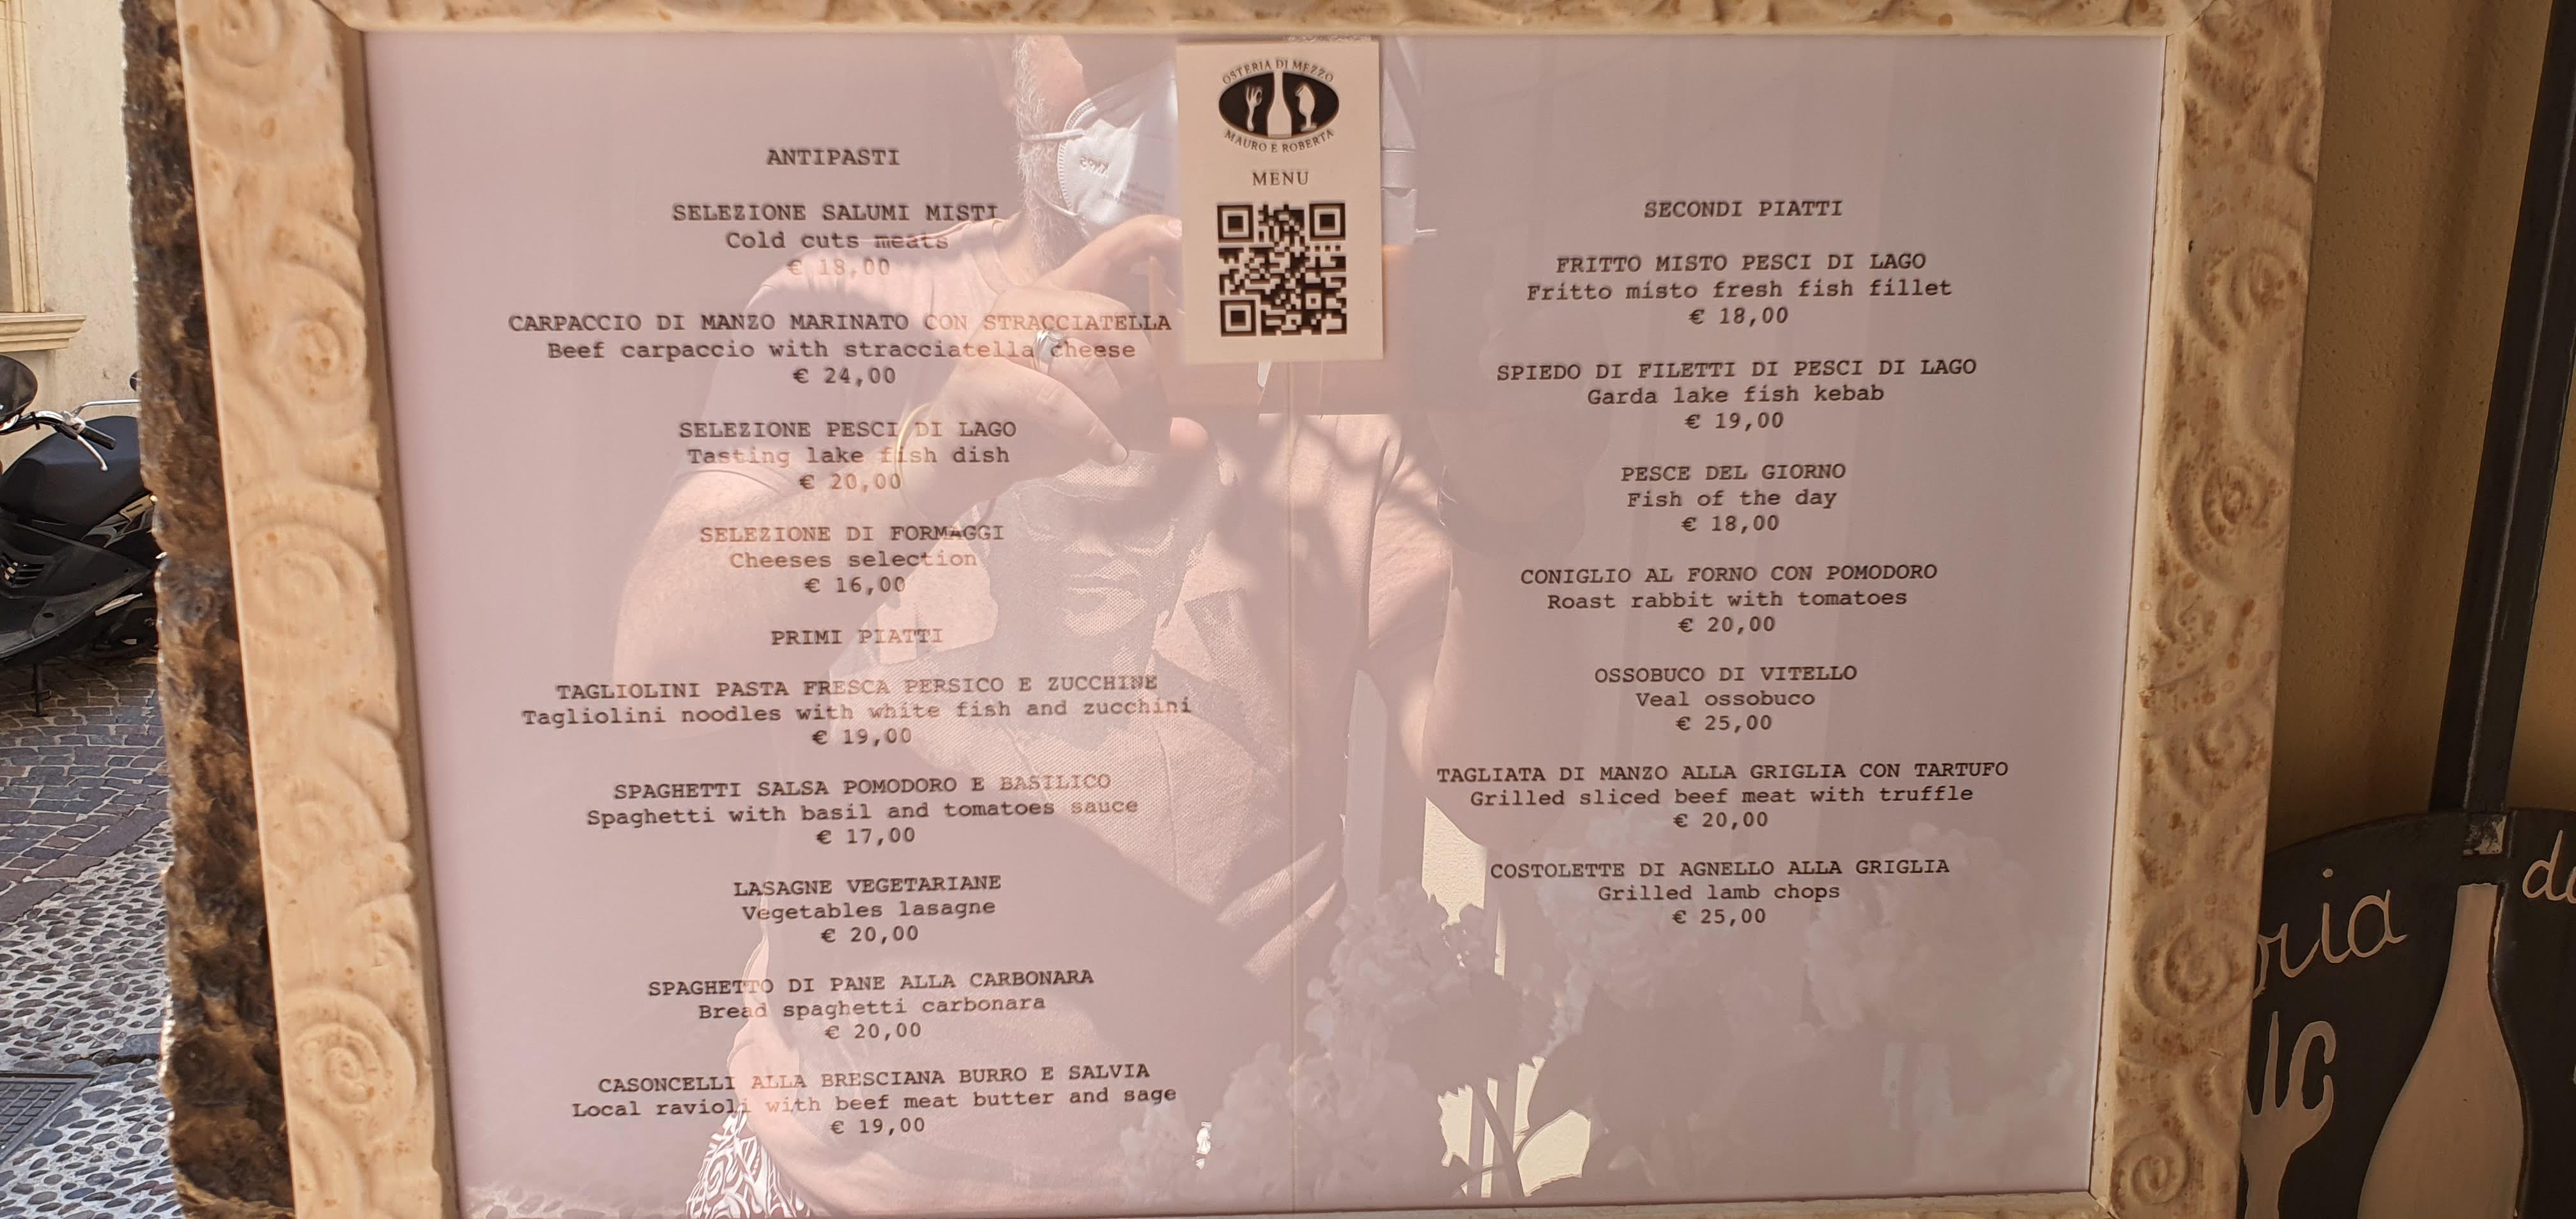 ANTIPASTI
SELEZIONE SALUMI MISTI
Cold cuts meats
€ 18,00
CARPACCIO DI MANZO MARINATO CON STRACCIATELLA
Beef carpaccio with stracciatella cheese
€ 24,00
SELEZIONE PESCI DI LAGO
Tasting lake fish dish
€ 20,00
SELEZIONE DI FORMAGGI
Cheeses selection
€ 16,00
PRIMI PIATTI
TAGLIOLINI PASTA FRESCA PERSICO E ZUCCHINE
Tagliolini noodles with white fish and zucchini
€ 19,00
SPAGHETTI SALSA POMODORO E BASILICO
Spaghetti with basil and tomatoes sauce
€ 17,00
LASAGNE VEGETARIANE
Vegetables lasagne
€ 20,00
SPAGHETTO DI PANE ALLA CARBONARA
Bread spaghetti carbonara
€ 20,00
CASONCELLI ALLA BRESCIANA BURRO E SALVIA
Local ravioli with beef meat butter and sage
€ 19,00
OSTERIA DI MEZZO
MAURO E ROBERTA
MENU
SECONDI PIATTI
FRITTO MISTO PESCI DI LAGO
Fritto misto fresh fish fillet
€ 18,00
SPIEDO DI FILETTI DI PESCI DI LAGO
Garda lake fish kebab
€ 19,00
PESCE DEL GIORNO
Fish of the day
€ 18,00
CONIGLIO AL FORNO CON POMODORO
Roast rabbit with tomatoes
€ 20,00
OSSOBUCO DI VITELLO
Veal ossobuco
€ 25,00
TAGLIATA DI MANZO ALLA GRIGLIA CON TARTUFO
Grilled sliced beef meat with truffle
€ 20,00
COSTOLETTE DI AGNELLO ALLA GRIGLIA
Grilled lamb chops
€ 25,00